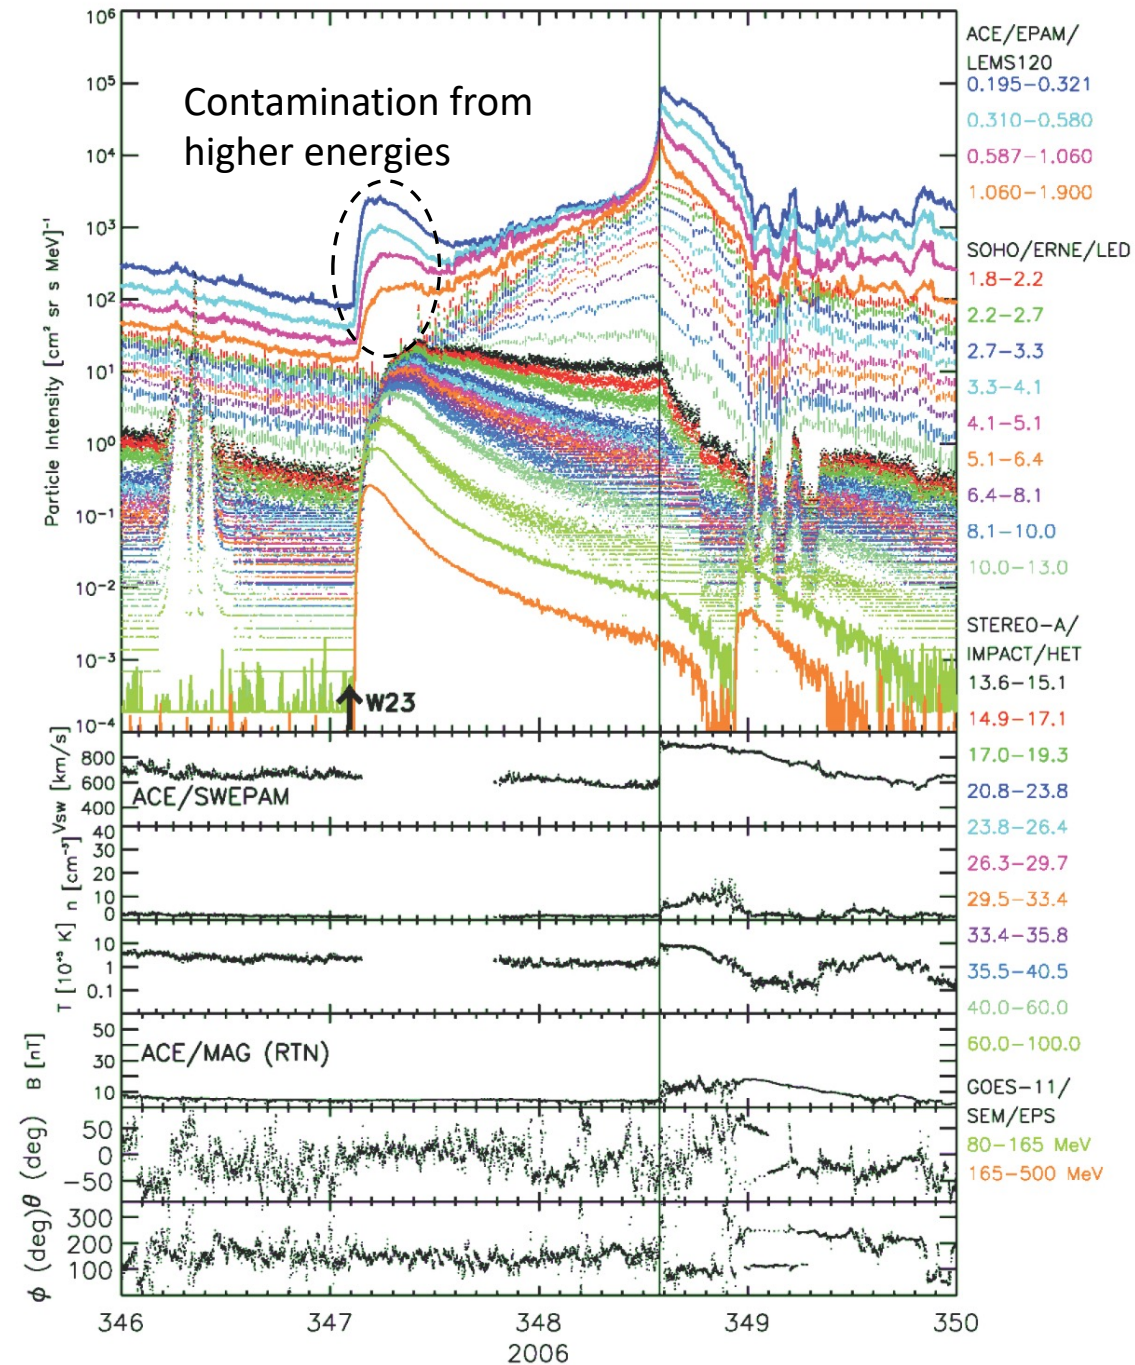 Contamination from
higher energies
Particle Intensity [cm² sr s MeV]⁻¹
10⁶
10⁵
10⁴
10³
10²
10¹
10⁰
10⁻¹
10⁻²
10⁻³
10⁻⁴
W23
ACE/EPAM/
LEMS120
0.195–0.321
0.310–0.580
0.587–1.060
1.060–1.900
SOHO/ERNE/LED
1.8–2.2
2.2–2.7
2.7–3.3
3.3–4.1
4.1–5.1
5.1–6.4
6.4–8.1
8.1–10.0
10.0–13.0
STEREO–A/
IMPACT/HET
13.6–15.1
14.9–17.1
17.0–19.3
20.8–23.8
23.8–26.4
26.3–29.7
29.5–33.4
33.4–35.8
35.5–40.5
40.0–60.0
60.0–100.0
GOES–11/
SEM/EPS
80–165 MeV
165–500 MeV
Vsw [km/s]
800
600
400
ACE/SWEPAM
n [cm⁻³]
40
30
20
10
0
T [10⁺⁵ K]
10
1
0.1
B [nT]
50
30
10
ACE/MAG (RTN)
θ (deg)
50
0
−50
ϕ (deg)
300
200
100
346
347
348
349
350
2006